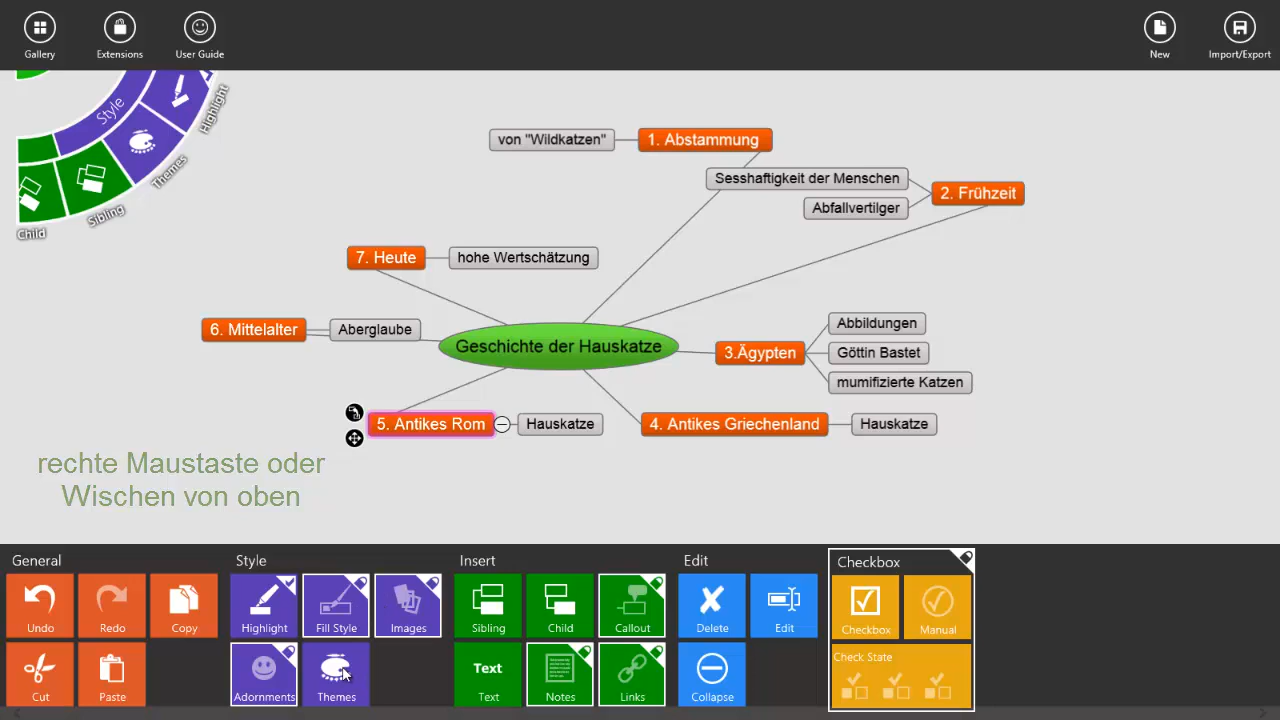 Gallery
Extensions
User Guide
New
Import/Export
Style
Highlight
Themes
Sibling
Child
von "Wildkatzen"
1. Abstammung
Sesshaftigkeit der Menschen
2. Frühzeit
Abfallvertilger
7. Heute
hohe Wertschätzung
6. Mittelalter
Aberglaube
Geschichte der Hauskatze
3.Ägypten
Abbildungen
Göttin Bastet
mumifizierte Katzen
5. Antikes Rom
Hauskatze
4. Antikes Griechenland
Hauskatze
rechte Maustaste oder
Wischen von oben
General
Style
Insert
Edit
Checkbox
Undo
Redo
Copy
Highlight
Fill Style
Images
Sibling
Child
Callout
Delete
Edit
Checkbox
Manual
Cut
Paste
Adornments
Themes
Text
Text
Notes
Links
Collapse
Check State